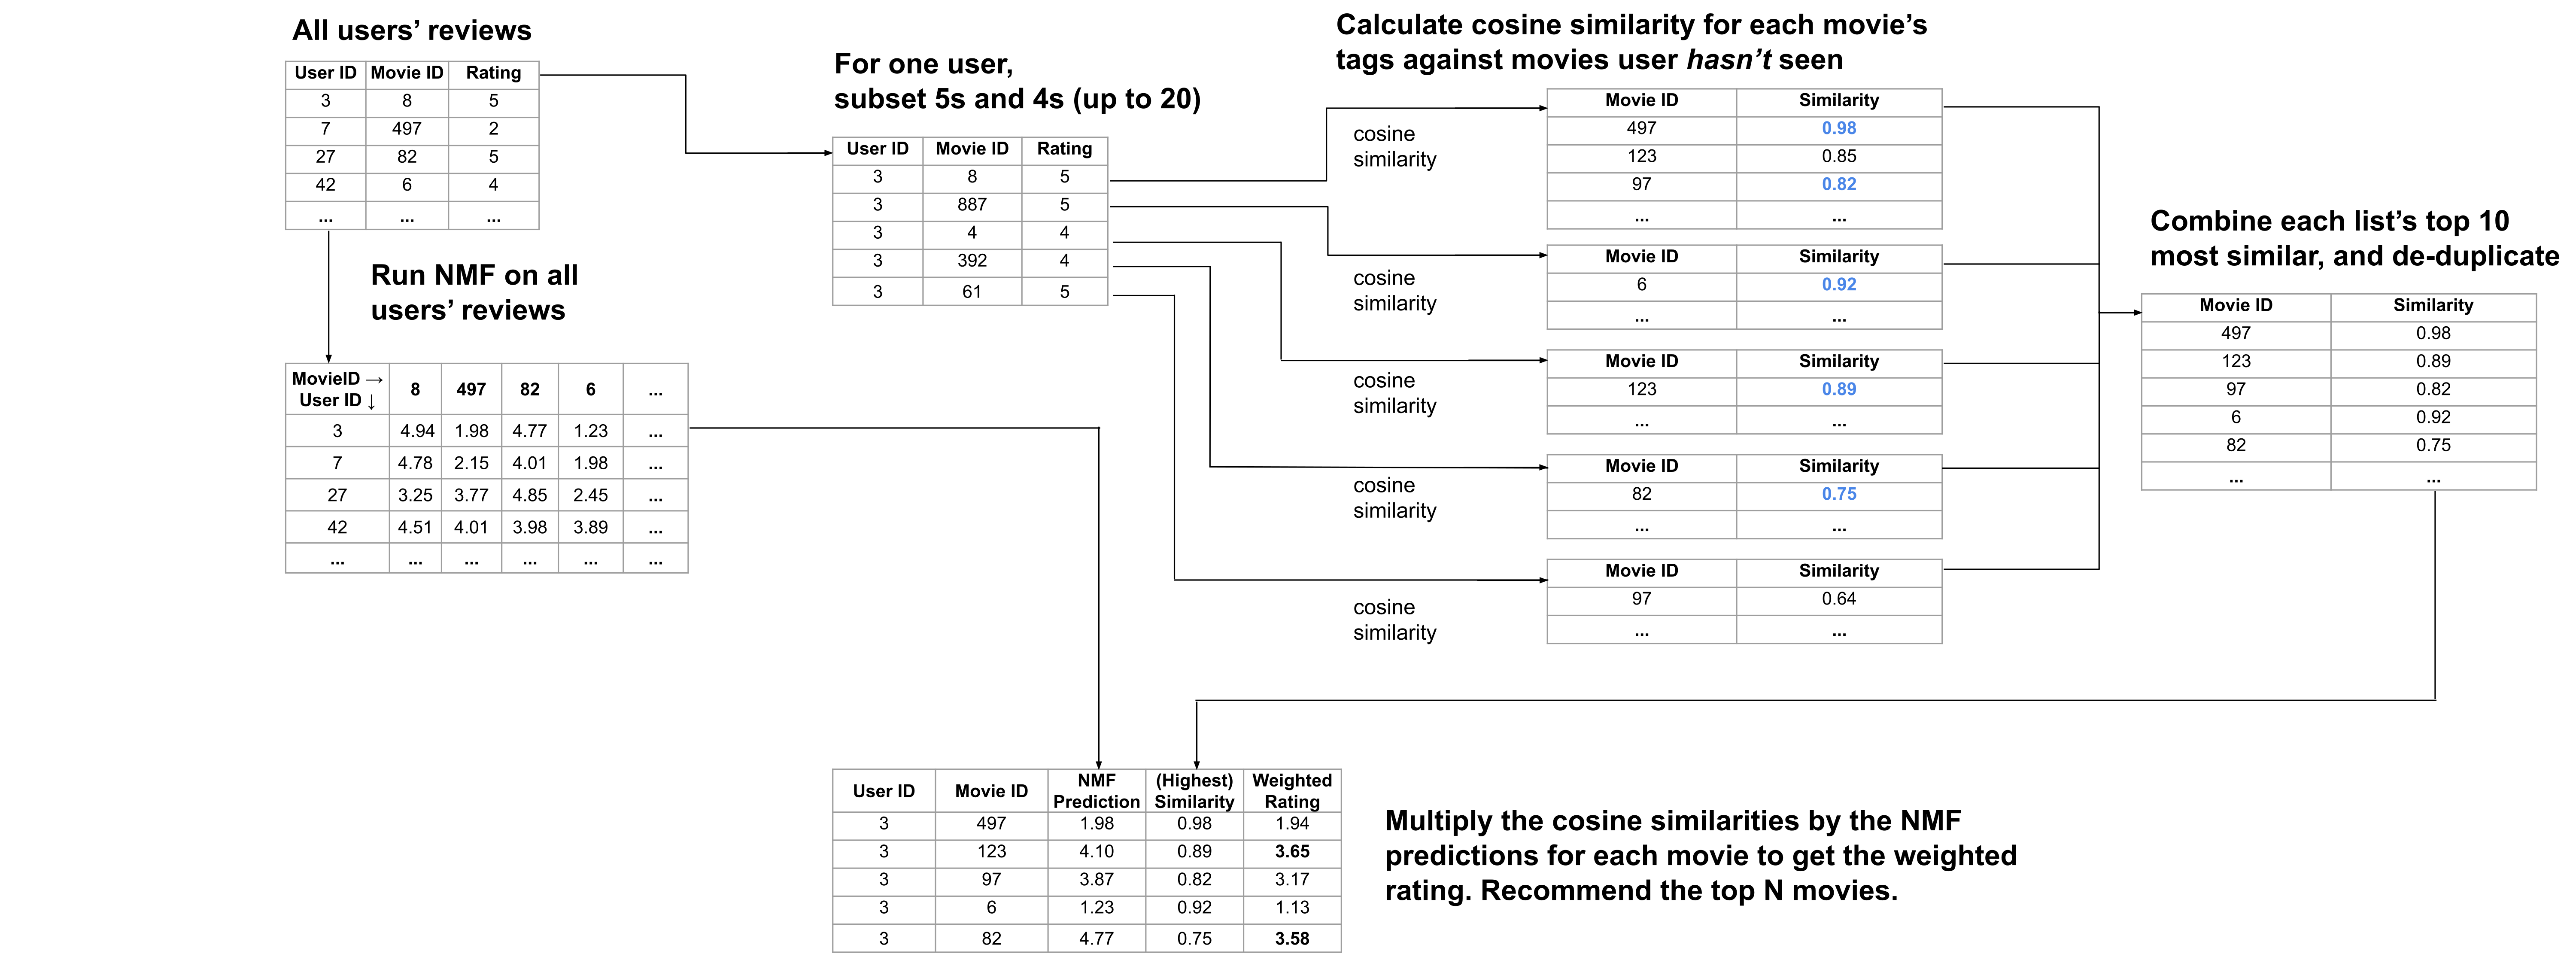 All users’ reviews
User ID Movie ID Rating
3 8 5
7 497 2
27 82 5
42 6 4
... ... ...
Run NMF on all
users’ reviews
MovieID → 8 497 82 6 ...
User ID ↓
3 4.94 1.98 4.77 1.23 ...
7 4.78 2.15 4.01 1.98 ...
27 3.25 3.77 4.85 2.45 ...
42 4.51 4.01 3.98 3.89 ...
... ... ... ... ... ...
For one user,
subset 5s and 4s (up to 20)
User ID Movie ID Rating
3 8 5
3 887 5
3 4 4
3 392 4
3 61 5
Calculate cosine similarity for each movie’s
tags against movies user hasn’t seen
cosine
similarity
Movie ID Similarity
497 0.98
123 0.85
97 0.82
... ...
cosine
similarity
Movie ID Similarity
6 0.92
... ...
cosine
similarity
Movie ID Similarity
123 0.89
... ...
cosine
similarity
Movie ID Similarity
82 0.75
... ...
cosine
similarity
Movie ID Similarity
97 0.64
... ...
Combine each list’s top 10
most similar, and de-duplicate
Movie ID Similarity
497 0.98
123 0.89
97 0.82
6 0.92
82 0.75
... ...
User ID Movie ID NMF Prediction (Highest) Similarity Weighted Rating
3 497 1.98 0.98 1.94
3 123 4.10 0.89 3.65
3 97 3.87 0.82 3.17
3 6 1.23 0.92 1.13
3 82 4.77 0.75 3.58
Multiply the cosine similarities by the NMF
predictions for each movie to get the weighted
rating. Recommend the top N movies.